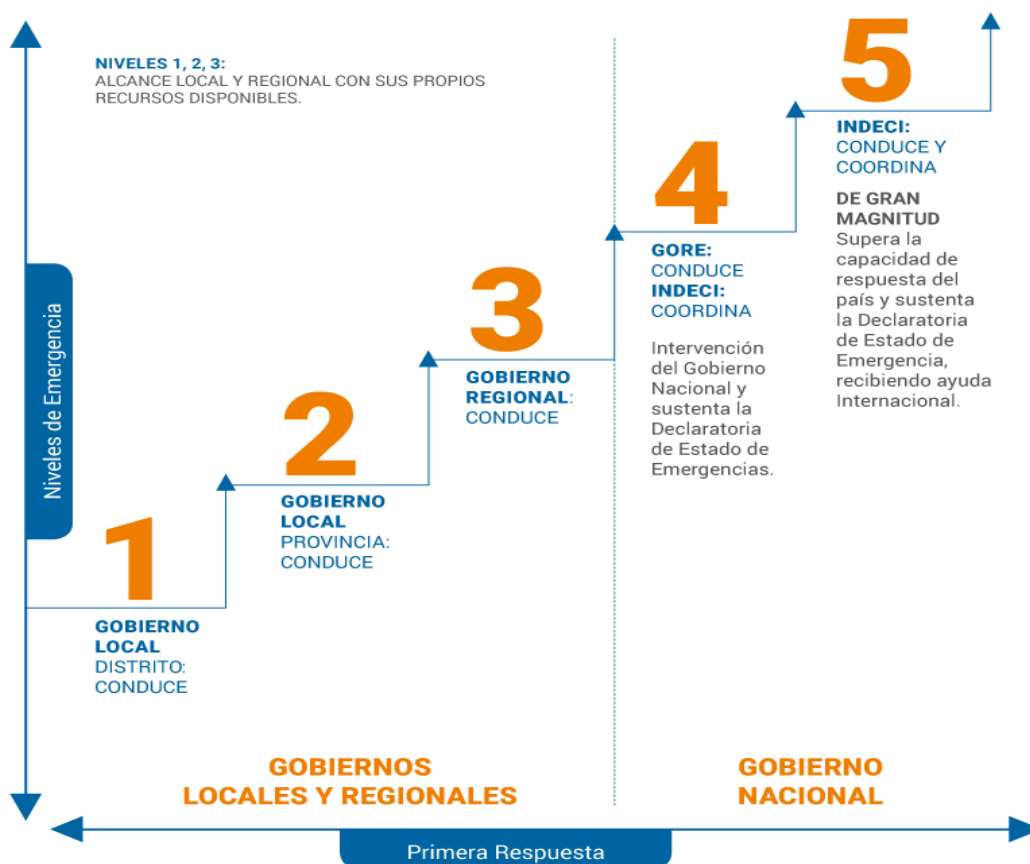 NIVELES 1, 2, 3:
ALCANCE LOCAL Y REGIONAL CON SUS PROPIOS
RECURSOS DISPONIBLES.
Niveles de Emergencia
1
GOBIERNO
LOCAL
DISTRITO:
CONDUCE
2
GOBIERNO
LOCAL
PROVINCIA:
CONDUCE
3
GOBIERNO
REGIONAL:
CONDUCE
4
GORE:
CONDUCE
INDECI:
COORDINA
Intervención
del Gobierno
Nacional y
sustenta la
Declaratoria
de Estado de
Emergencias.
5
INDECI:
CONDUCE Y
COORDINA
DE GRAN
MAGNITUD
Supera la
capacidad de
respuesta del
país y sustenta
la Declaratoria
de Estado de
Emergencia,
recibiendo ayuda
Internacional.
GOBIERNOS
LOCALES Y REGIONALES
GOBIERNO
NACIONAL
Primera Respuesta